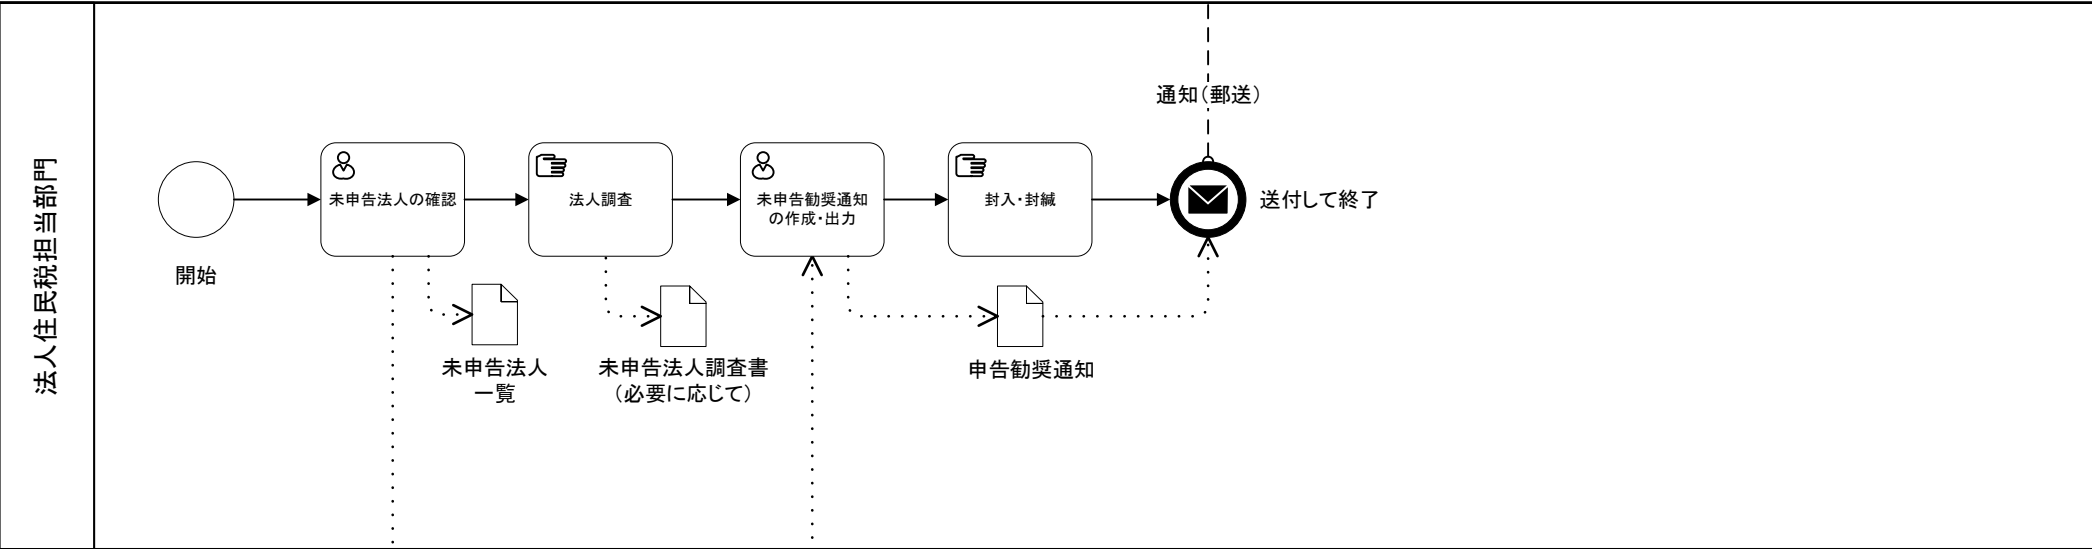 法人住民税担当部門
通知（郵送）
開始
未申告法人の確認
法人調査
未申告勧奨通知
の作成・出力
封入・封緘
送付して終了
未申告法人
一覧
未申告法人調査書
（必要に応じて）
申告勧奨通知